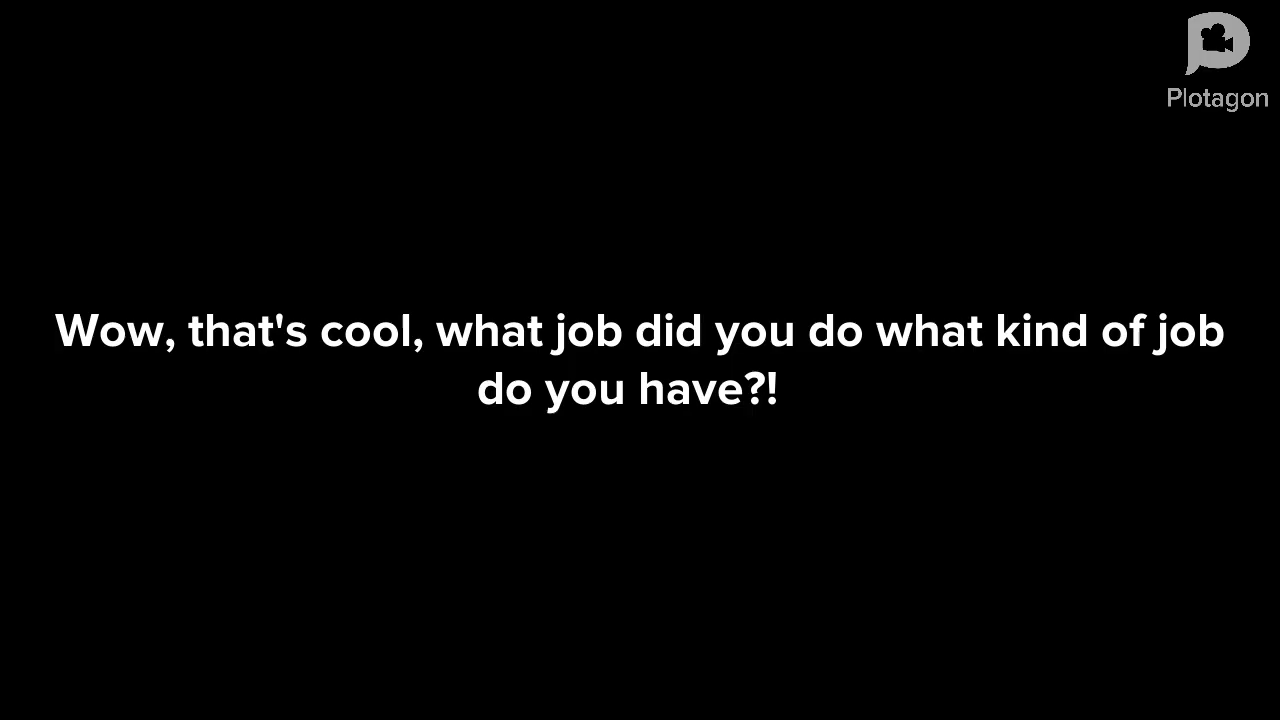 Plotagon
Wow, that's cool, what job did you do what kind of job
do you have?!